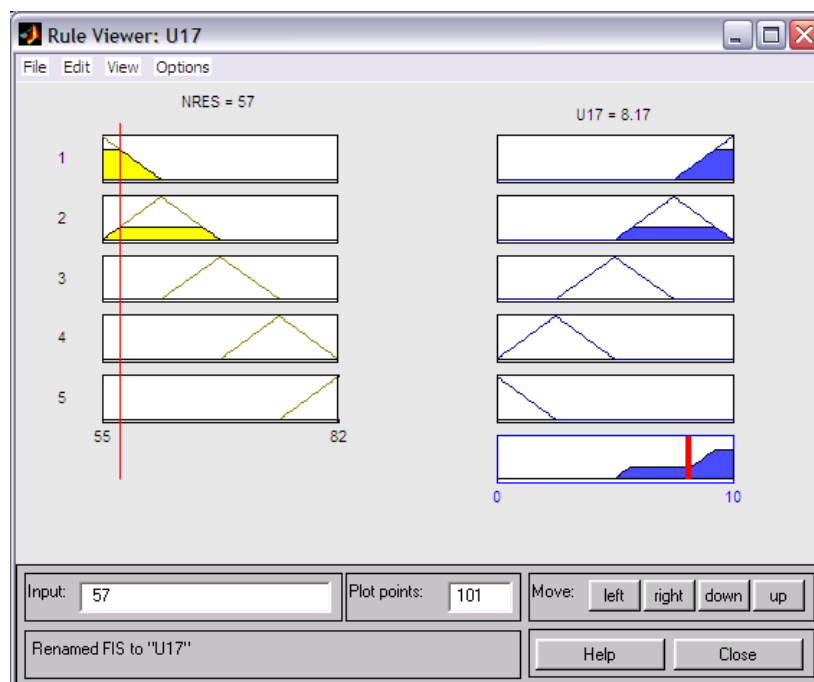 Rule Viewer: U17
File Edit View Options
NRES = 57
U17 = 8.17
1
2
3
4
5
55 82
0 10
Input: 57 Plot points: 101 Move: left right down up
Renamed FIS to "U17" Help Close